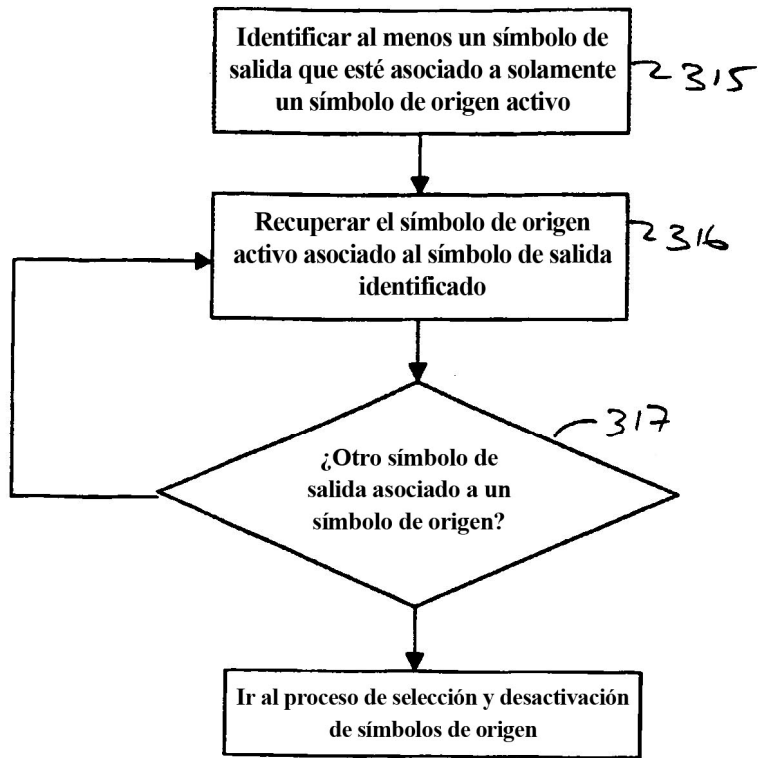 Identificar al menos un símbolo de
salida que esté asociado a solamente
un símbolo de origen activo
315
Recuperar el símbolo de origen
activo asociado al símbolo de salida
identificado
316
317
¿Otro símbolo de
salida asociado a un
símbolo de origen?
Ir al proceso de selección y desactivación
de símbolos de origen